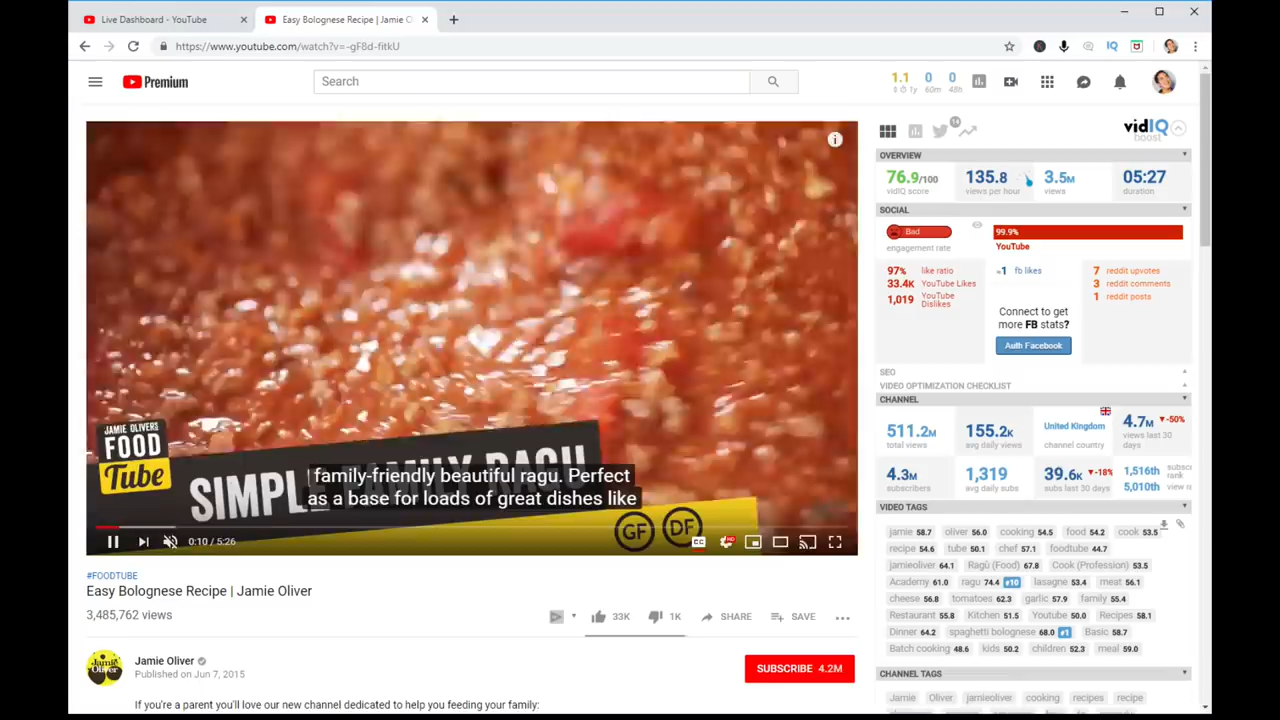 Live Dashboard - YouTube
Easy Bolognese Recipe | Jamie O
https://www.youtube.com/watch?v=-gF8d-fitkU
IQ
Premium
Search
1.1 0 0
1y 60m 48h
14
vidIQ
boost
OVERVIEW
76.9/100 135.8 3.5M 05:27
vidIQ score views per hour views duration
SOCIAL
Bad
engagement rate
99.9%
YouTube
97% like ratio
33.4K YouTube Likes
1,019 YouTube Dislikes
1 fb likes
Connect to get
more FB stats?
Auth Facebook
7 reddit upvotes
3 reddit comments
1 reddit posts
SEO
VIDEO OPTIMIZATION CHECKLIST
CHANNEL
511.2M 155.2K United Kingdom 4.7M -50%
total views avg daily views channel country views last 30 days
4.3M 1,319 39.6K -18% 1,516th subsc rank
subscribers avg daily subs subs last 30 days 5,010th
VIDEO TAGS
jamie 58.7 oliver 56.0 cooking 54.5 food 54.2 cook 53.5
recipe 54.6 tube 50.1 chef 57.1 foodtube 44.7
jamieoliver 64.1 Ragù (Food) 67.8 Cook (Profession) 53.5
Academy 61.0 ragu 74.4 #10 lasagne 53.4 meat 56.1
cheese 56.8 tomatoes 62.3 garlic 57.9 family 55.4
Restaurant 55.8 Kitchen 51.5 Youtube 50.0 Recipes 58.1
Dinner 64.2 spaghetti bolognese 68.0 #1 Basic 58.7
Batch cooking 48.6 kids 50.2 children 52.3 meal 59.0
CHANNEL TAGS
Jamie Oliver jamieoliver cooking recipes recipe
JAMIE OLIVER'S
FOOD
Tube
family-friendly beautiful ragu. Perfect
as a base for loads of great dishes like
GF DF
0:10 / 5:26
CC
HD
#FOODTUBE
Easy Bolognese Recipe | Jamie Oliver
3,485,762 views
33K 1K SHARE SAVE
Jamie Oliver
Published on Jun 7, 2015
SUBSCRIBE 4.2M
If you're a parent you'll love our new channel dedicated to help you feeding your family: